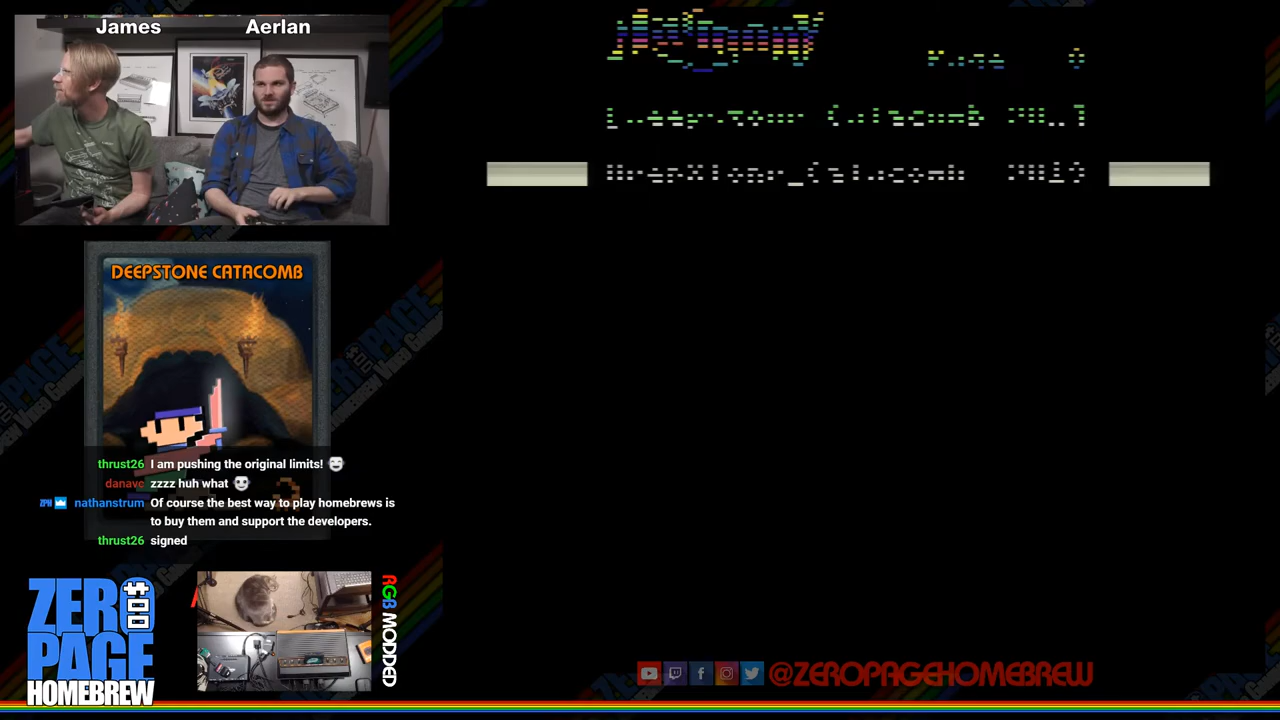 James
Aerlan
DEEPSTONE CATACOMB
thrust26 I am pushing the original limits!
danavc zzzz huh what
ZPH nathanstrum Of course the best way to play homebrews is
to buy them and support the developers.
thrust26 signed
ZERO
PAGE
HOMEBREW
RGB MODDED
@ZEROPAGEHOMEBREW